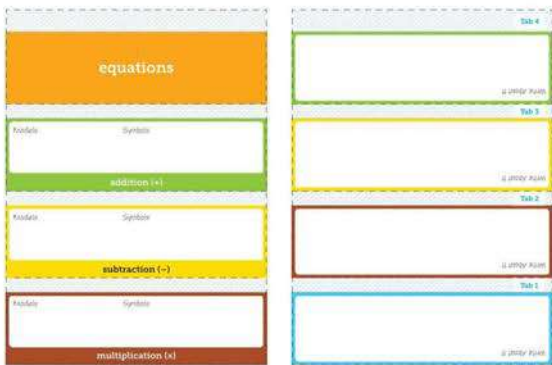 equations
Models Symbols
addition (+)
Models Symbols
subtraction (−)
Models Symbols
multiplication (×)
Tab 4
Tab 3
Tab 2
Tab 1